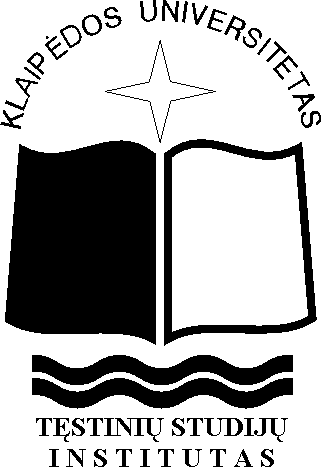 KLAIPĖDOS UNIVERSITETAS
TĘSTINIŲ STUDIJŲ
INSTITUTAS